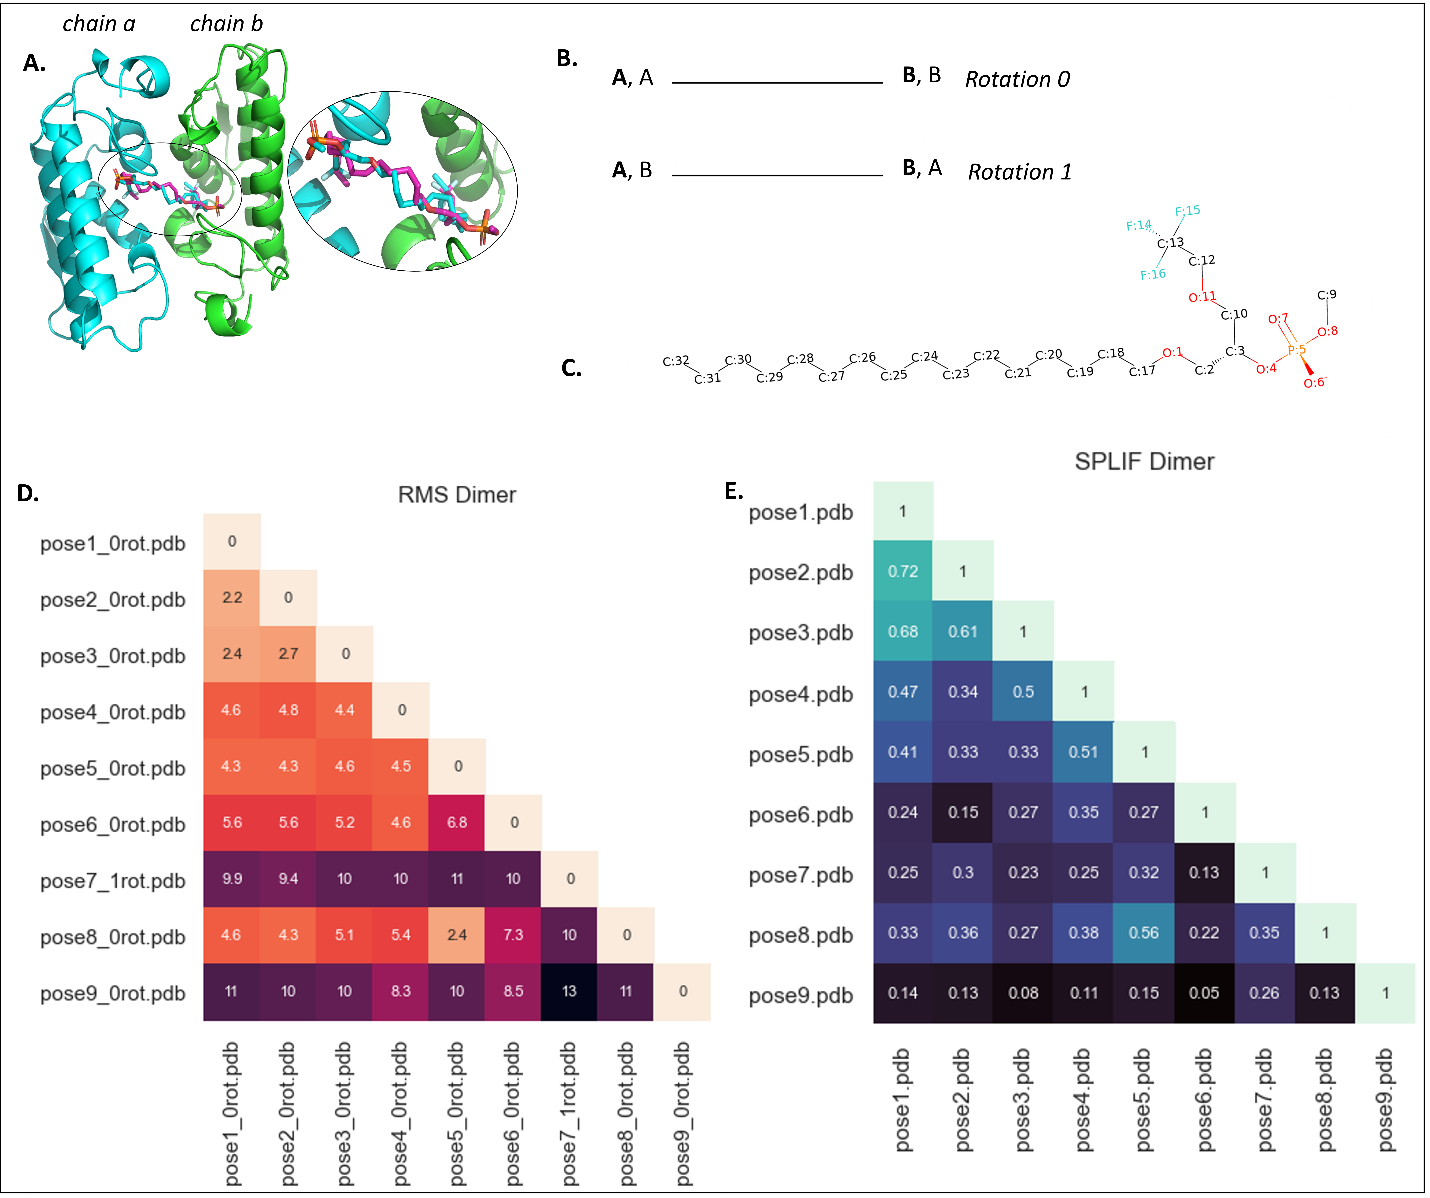 chain a chain b
A.
B.
A, A B, B Rotation 0
A, B B, A Rotation 1
C.
F:15
F:14
C:13
C:12
F:16
O:11
C:9
C:10
O:7
O:8
C:32 C:30 C:28 C:26 C:24 C:22 C:20 C:18 O:1 C:3 P:5
C:31 C:29 C:27 C:25 C:23 C:21 C:19 C:17 C:2 O:4
O:6-
D.
RMS Dimer
pose1_0rot.pdb 0
pose2_0rot.pdb 2.2 0
pose3_0rot.pdb 2.4 2.7 0
pose4_0rot.pdb 4.6 4.8 4.4 0
pose5_0rot.pdb 4.3 4.3 4.6 4.5 0
pose6_0rot.pdb 5.6 5.6 5.2 4.6 6.8 0
pose7_1rot.pdb 9.9 9.4 10 10 11 10 0
pose8_0rot.pdb 4.6 4.3 5.1 5.4 2.4 7.3 10 0
pose9_0rot.pdb 11 10 10 8.3 10 8.5 13 11 0
pose1_0rot.pdb
pose2_0rot.pdb
pose3_0rot.pdb
pose4_0rot.pdb
pose5_0rot.pdb
pose6_0rot.pdb
pose7_1rot.pdb
pose8_0rot.pdb
pose9_0rot.pdb
E.
SPLIF Dimer
pose1.pdb 1
pose2.pdb 0.72 1
pose3.pdb 0.68 0.61 1
pose4.pdb 0.47 0.34 0.5 1
pose5.pdb 0.41 0.33 0.33 0.51 1
pose6.pdb 0.24 0.15 0.27 0.35 0.27 1
pose7.pdb 0.25 0.3 0.23 0.25 0.32 0.13 1
pose8.pdb 0.33 0.36 0.27 0.38 0.56 0.22 0.35 1
pose9.pdb 0.14 0.13 0.08 0.11 0.15 0.05 0.26 0.13 1
pose1.pdb
pose2.pdb
pose3.pdb
pose4.pdb
pose5.pdb
pose6.pdb
pose7.pdb
pose8.pdb
pose9.pdb